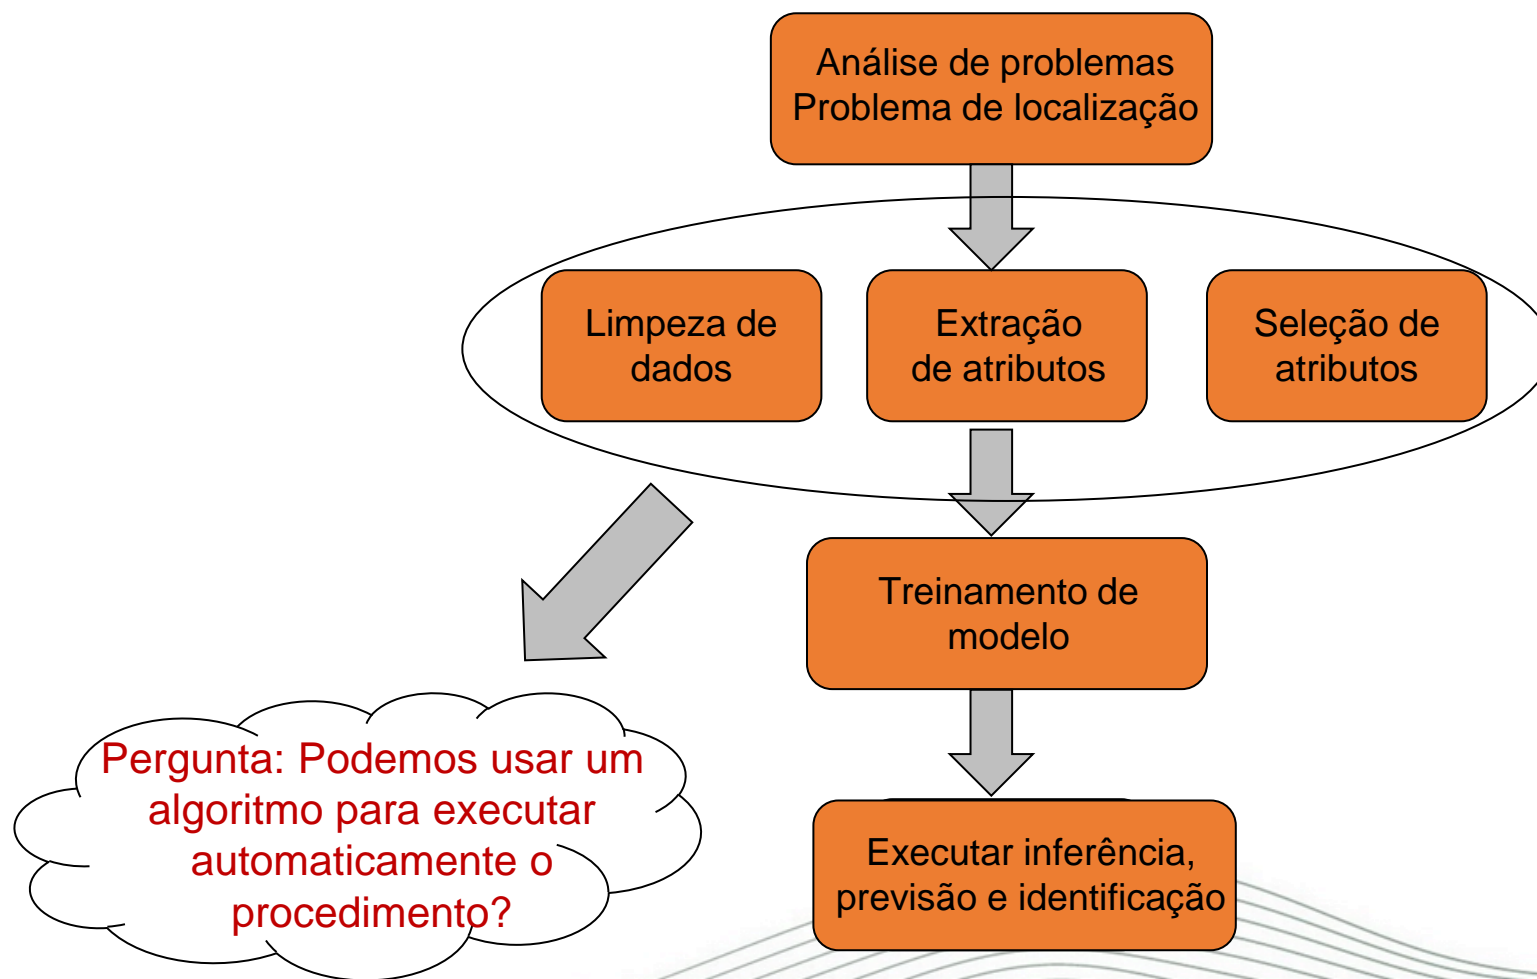 Análise de problemas
Problema de localização
Limpeza de
dados
Extração
de atributos
Seleção de
atributos
Treinamento de
modelo
Pergunta: Podemos usar um
algoritmo para executar
automaticamente o
procedimento?
Executar inferência,
previsão e identificação